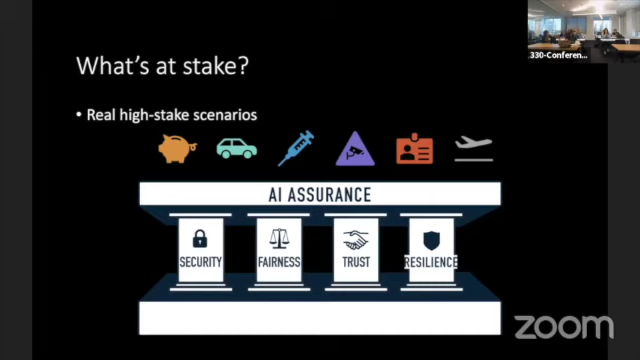 330-Conferen...
What's at stake?
• Real high-stake scenarios
AI ASSURANCE
SECURITY
FAIRNESS
TRUST
RESILIENCE
zoom